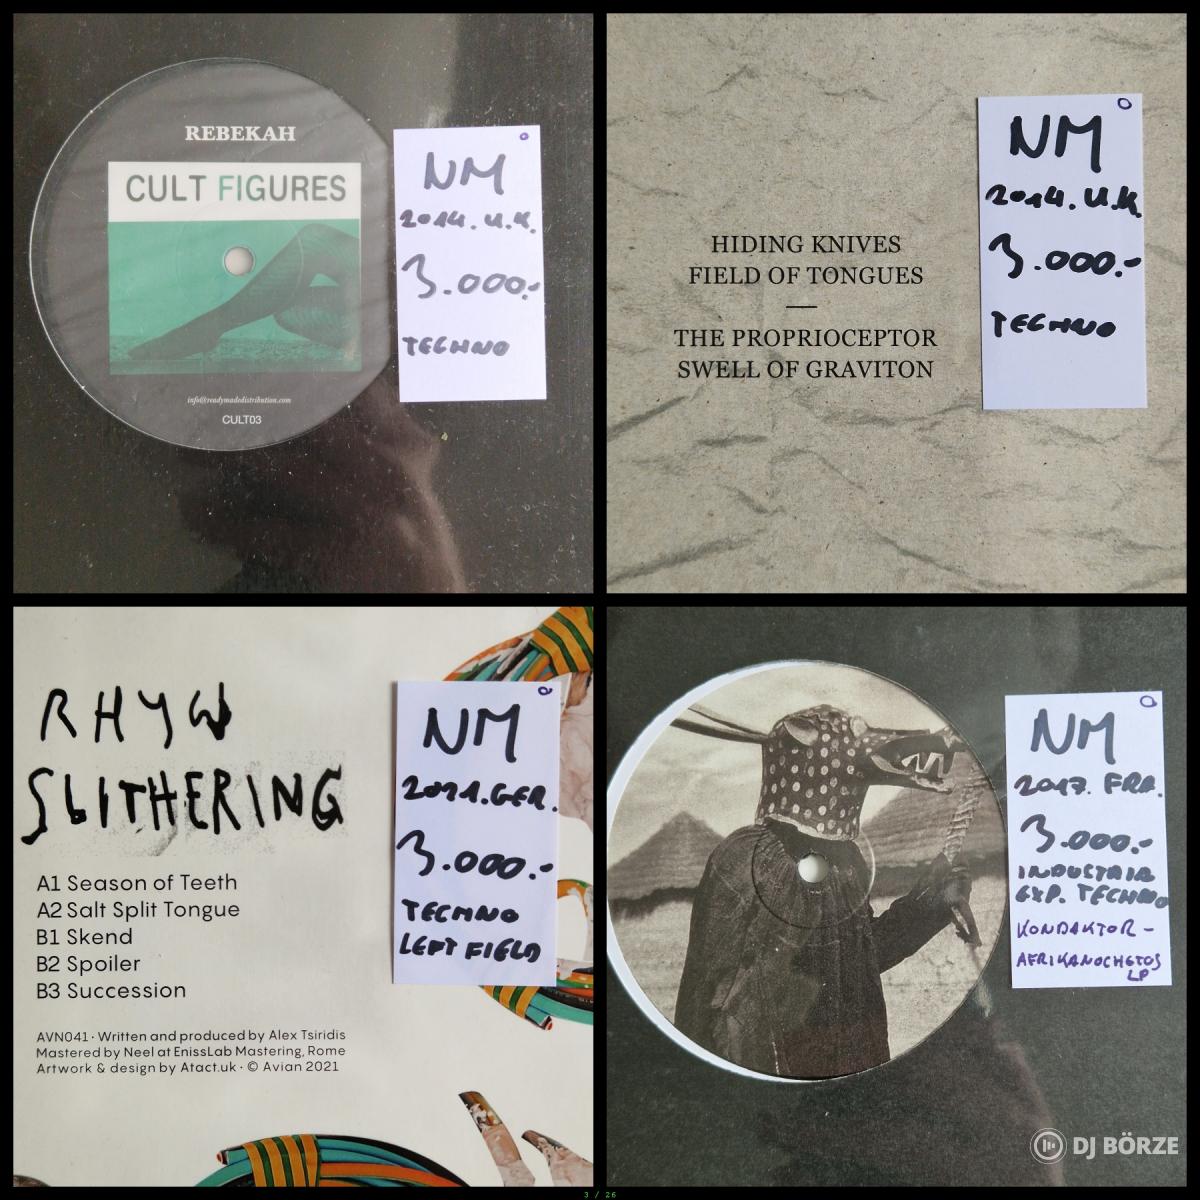 REBEKAH
CULT FIGURES
info@readymadedistribution.com
CULT03
NM
2014. U.K.
3.000.-
TECHNO
HIDING KNIVES
FIELD OF TONGUES
—
THE PROPRIOCEPTOR
SWELL OF GRAVITON
NM
2014. U.K.
3.000.-
TECHNO
RHYW
SLITHERING
A1 Season of Teeth
A2 Salt Split Tongue
B1 Skend
B2 Spoiler
B3 Succession
AVN041 · Written and produced by Alex Tsiridis
Mastered by Neel at EnissLab Mastering, Rome
Artwork & design by Atact.uk · © Avian 2021
NM
2021. GER.
3.000.-
TECHNO
LEFT FIELD
NM
2017. FRA.
3.000.-
INDUSTRIAL
EXP. TECHNO
KONDAKTOR -
AFRIKANOCHETOS
LP
DJ BÖRZE
3 / 26